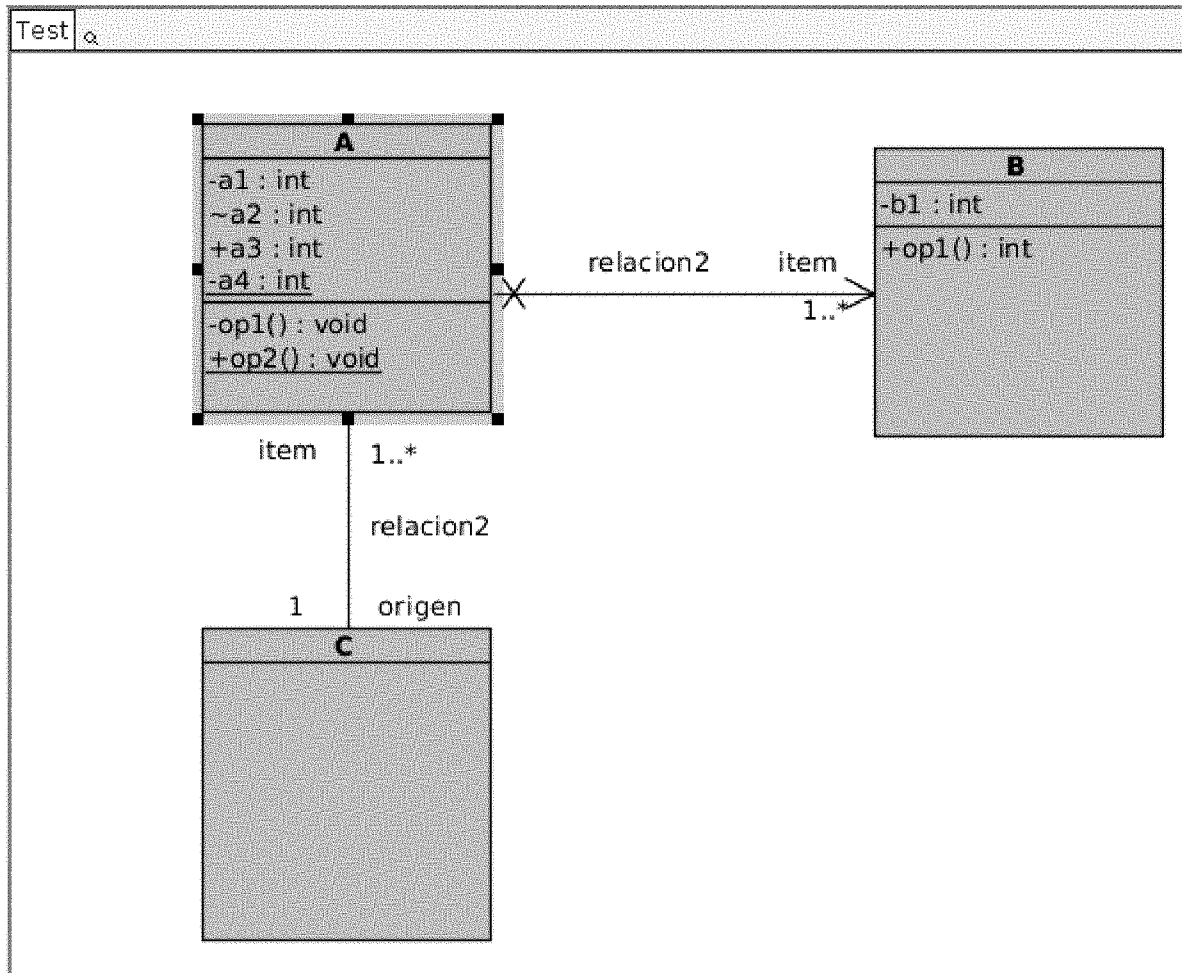 Test
A
-a1 : int
~a2 : int
+a3 : int
-a4 : int
-op1() : void
+op2() : void
B
-b1 : int
+op1() : int
relacion2
item
1..*
item
1..*
relacion2
1
origen
C